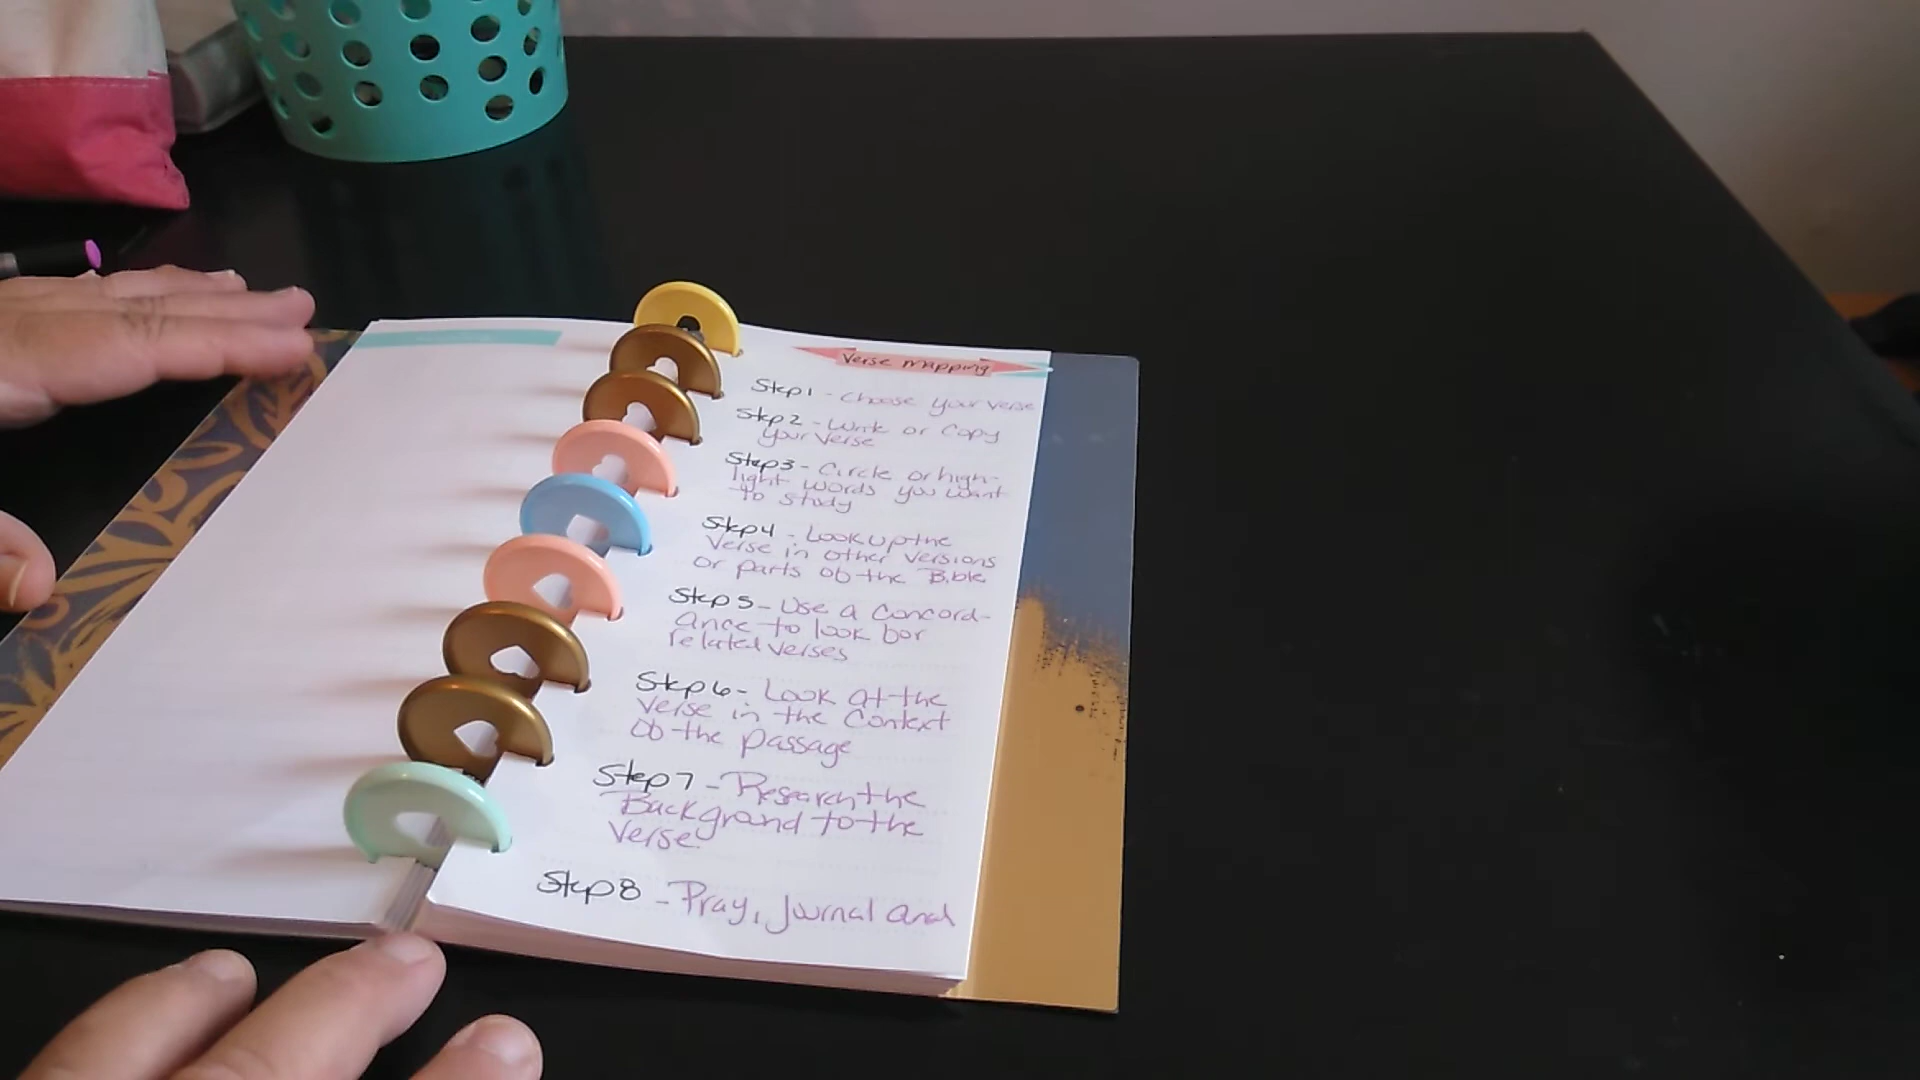 Verse Mapping
Step 1 - Choose your verse
Step 2 - Write or Copy
your verse
Step 3 - Circle or high-
light words you want
to study
Step 4 - Look up the
Verse in other versions
or parts of the Bible
Step 5 - Use a Concord-
ance to look for
related verses
Step 6 - Look at the
Verse in the Context
Of the passage
Step 7 - Research the
Background to the
Verse.
Step 8 - Pray, Journal and